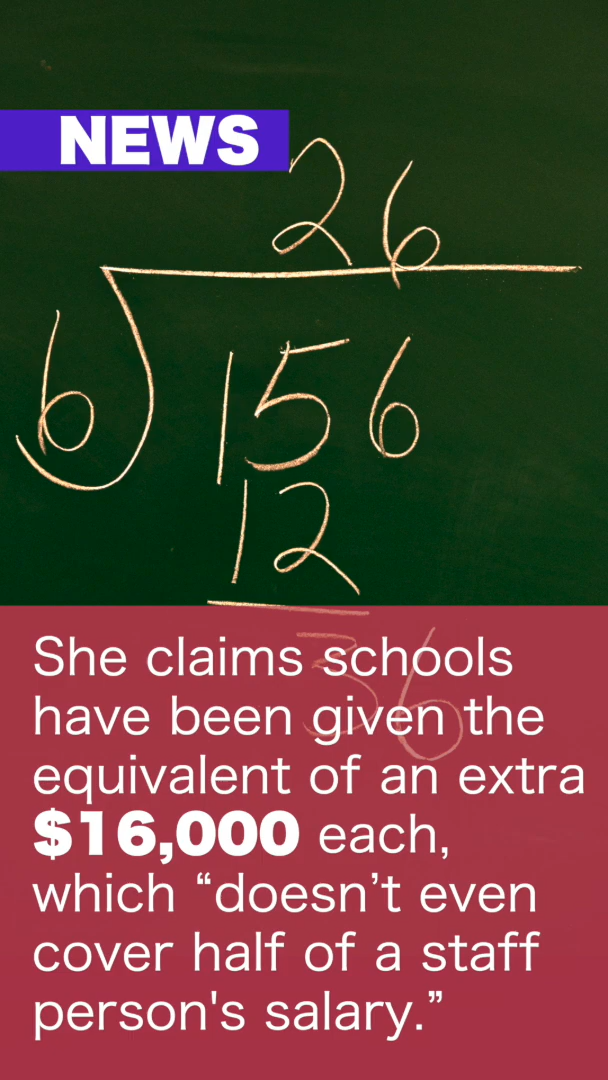 NEWS
26
6 156
12
36
She claims schools
have been given the
equivalent of an extra
$16,000 each,
which “doesn’t even
cover half of a staff
person's salary.”